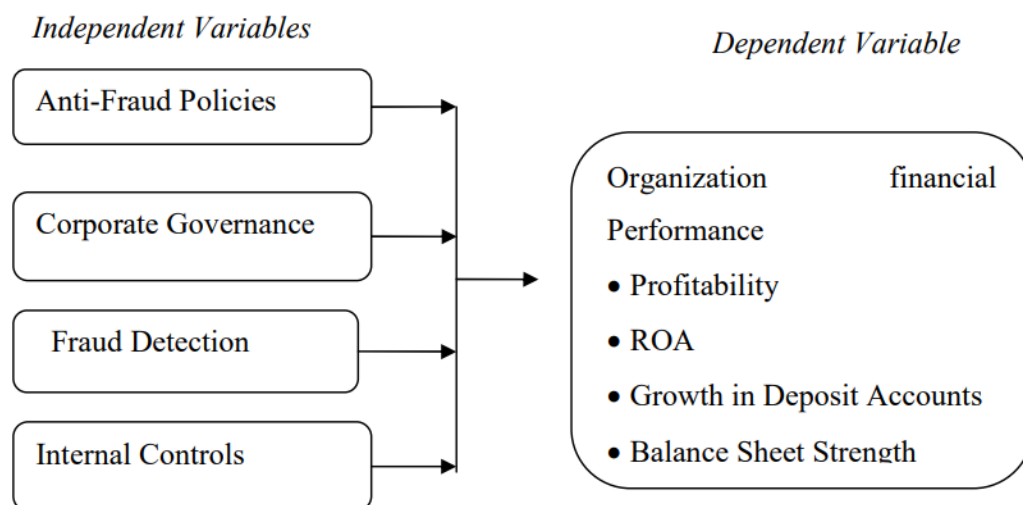 Independent Variables
Dependent Variable
Anti-Fraud Policies
Corporate Governance
Fraud Detection
Internal Controls
Organization financial
Performance
• Profitability
• ROA
• Growth in Deposit Accounts
• Balance Sheet Strength